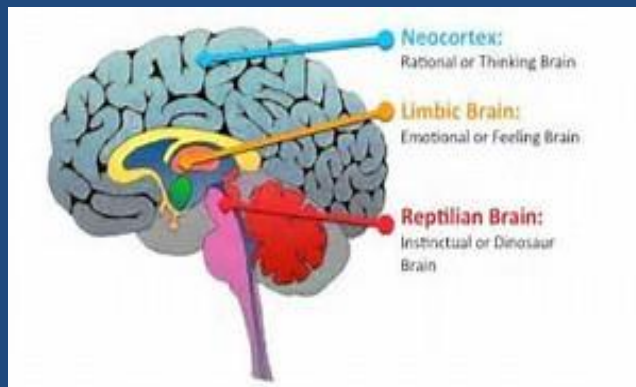 Neocortex:
Rational or Thinking Brain
Limbic Brain:
Emotional or Feeling Brain
Reptilian Brain:
Instinctual or Dinosaur
Brain